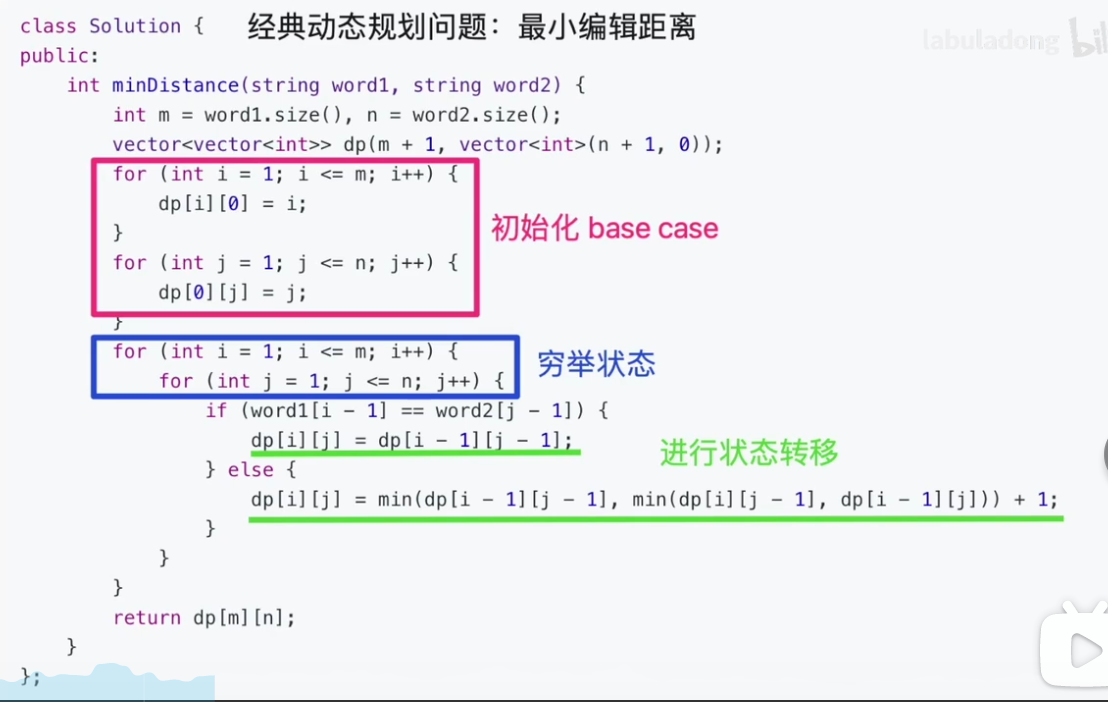 经典动态规划问题：最小编辑距离
labuladong bil
class Solution {
public:
    int minDistance(string word1, string word2) {
        int m = word1.size(), n = word2.size();
        vector<vector<int>> dp(m + 1, vector<int>(n + 1, 0));
        for (int i = 1; i <= m; i++) {
            dp[i][0] = i;
        }
初始化 base case
        for (int j = 1; j <= n; j++) {
            dp[0][j] = j;
        }
        for (int i = 1; i <= m; i++) {
穷举状态
            for (int j = 1; j <= n; j++) {
                if (word1[i - 1] == word2[j - 1]) {
                    dp[i][j] = dp[i - 1][j - 1];
进行状态转移
                } else {
                    dp[i][j] = min(dp[i - 1][j - 1], min(dp[i][j - 1], dp[i - 1][j])) + 1;
                }
            }
        }
        return dp[m][n];
    }
};